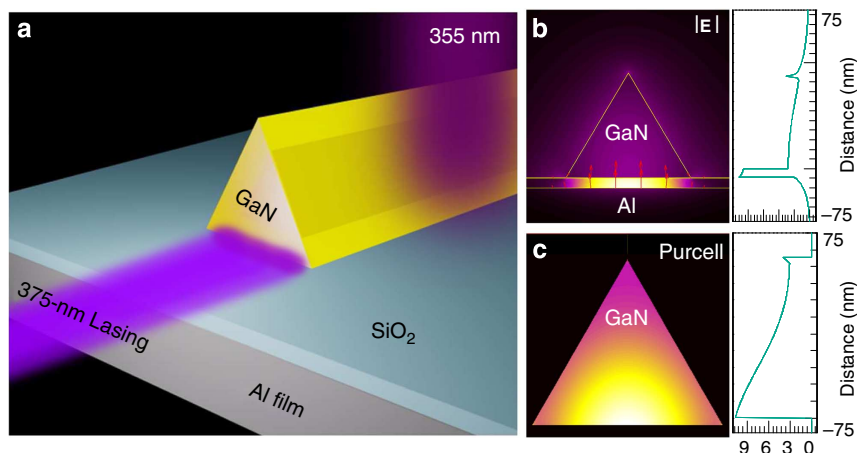 a
355 nm
GaN
375-nm Lasing
SiO2
Al film
b
|E|
GaN
Al
75
Distance (nm)
−75
c
Purcell
GaN
75
Distance (nm)
−75
9 6 3 0